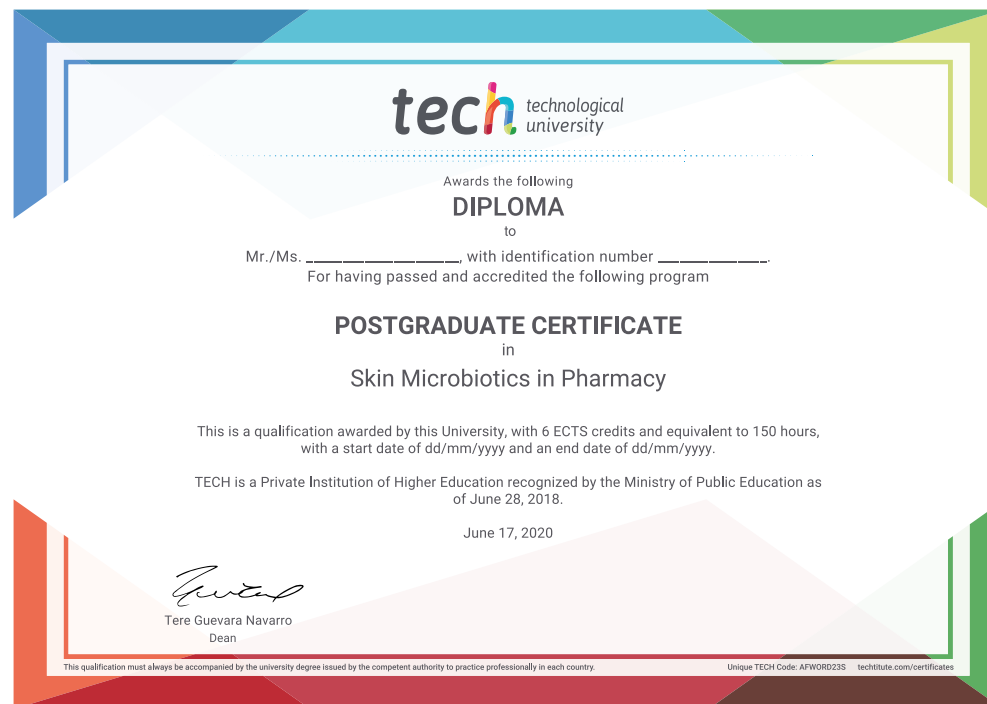 tech technological
university
Awards the following
DIPLOMA
to
Mr./Ms. ____________________, with identification number ______________.
For having passed and accredited the following program
POSTGRADUATE CERTIFICATE
in
Skin Microbiotics in Pharmacy
This is a qualification awarded by this University, with 6 ECTS credits and equivalent to 150 hours,
with a start date of dd/mm/yyyy and an end date of dd/mm/yyyy.
TECH is a Private Institution of Higher Education recognized by the Ministry of Public Education as
of June 28, 2018.
June 17, 2020
Tere Guevara Navarro
Dean
This qualification must always be accompanied by the university degree issued by the competent authority to practice professionally in each country.
Unique TECH Code: AFWORD23S techtitute.com/certificates